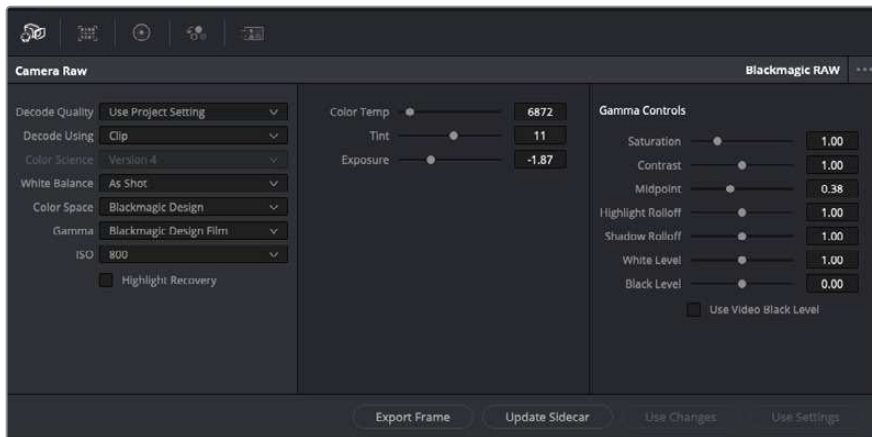 Camera Raw
Blackmagic RAW
Decode Quality Use Project Setting
Decode Using Clip
Color Science Version 4
White Balance As Shot
Color Space Blackmagic Design
Gamma Blackmagic Design Film
ISO 800
Highlight Recovery
Color Temp 6872
Tint 11
Exposure -1.87
Gamma Controls
Saturation 1.00
Contrast 1.00
Midpoint 0.38
Highlight Rolloff 1.00
Shadow Rolloff 1.00
White Level 1.00
Black Level 0.00
Use Video Black Level
Export Frame
Update Sidecar
Use Changes
Use Settings